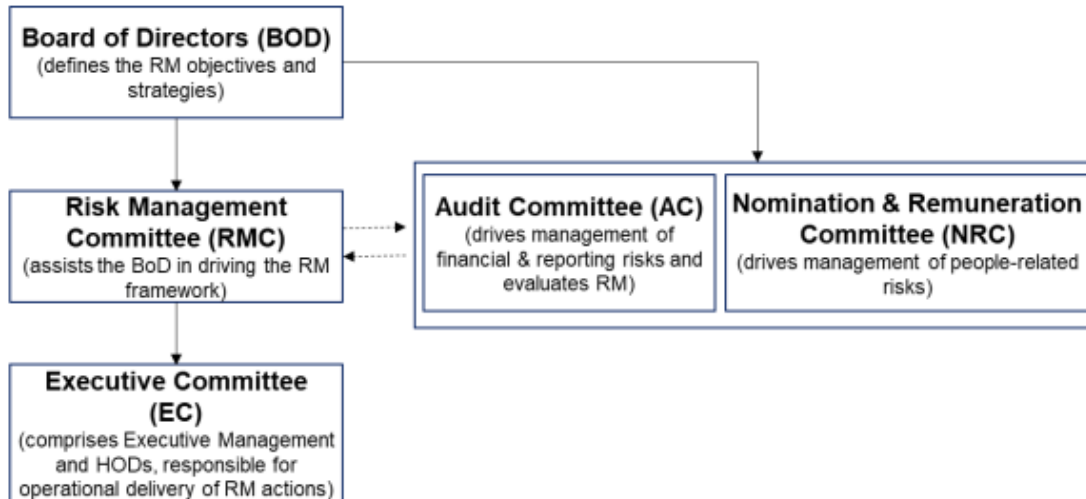 Board of Directors (BOD)
(defines the RM objectives and
strategies)
Risk Management
Committee (RMC)
(assists the BoD in driving the RM
framework)
Audit Committee (AC)
(drives management of
financial & reporting risks and
evaluates RM)
Nomination & Remuneration
Committee (NRC)
(drives management of people-related
risks)
Executive Committee
(EC)
(comprises Executive Management
and HODs, responsible for
operational delivery of RM actions)